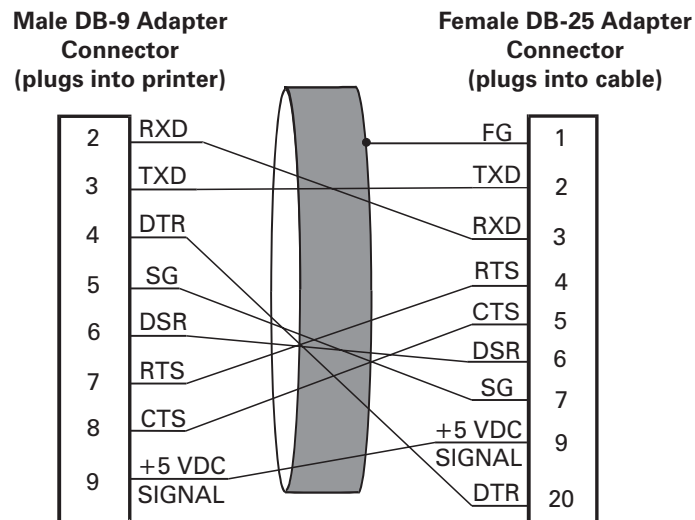 Male DB-9 Adapter
Connector
(plugs into printer)
Female DB-25 Adapter
Connector
(plugs into cable)
2 RXD
3 TXD
4 DTR
5 SG
6 DSR
7 RTS
8 CTS
9 +5 VDC
SIGNAL
FG 1
TXD 2
RXD 3
RTS 4
CTS 5
DSR 6
SG 7
+5 VDC 9
SIGNAL
DTR 20